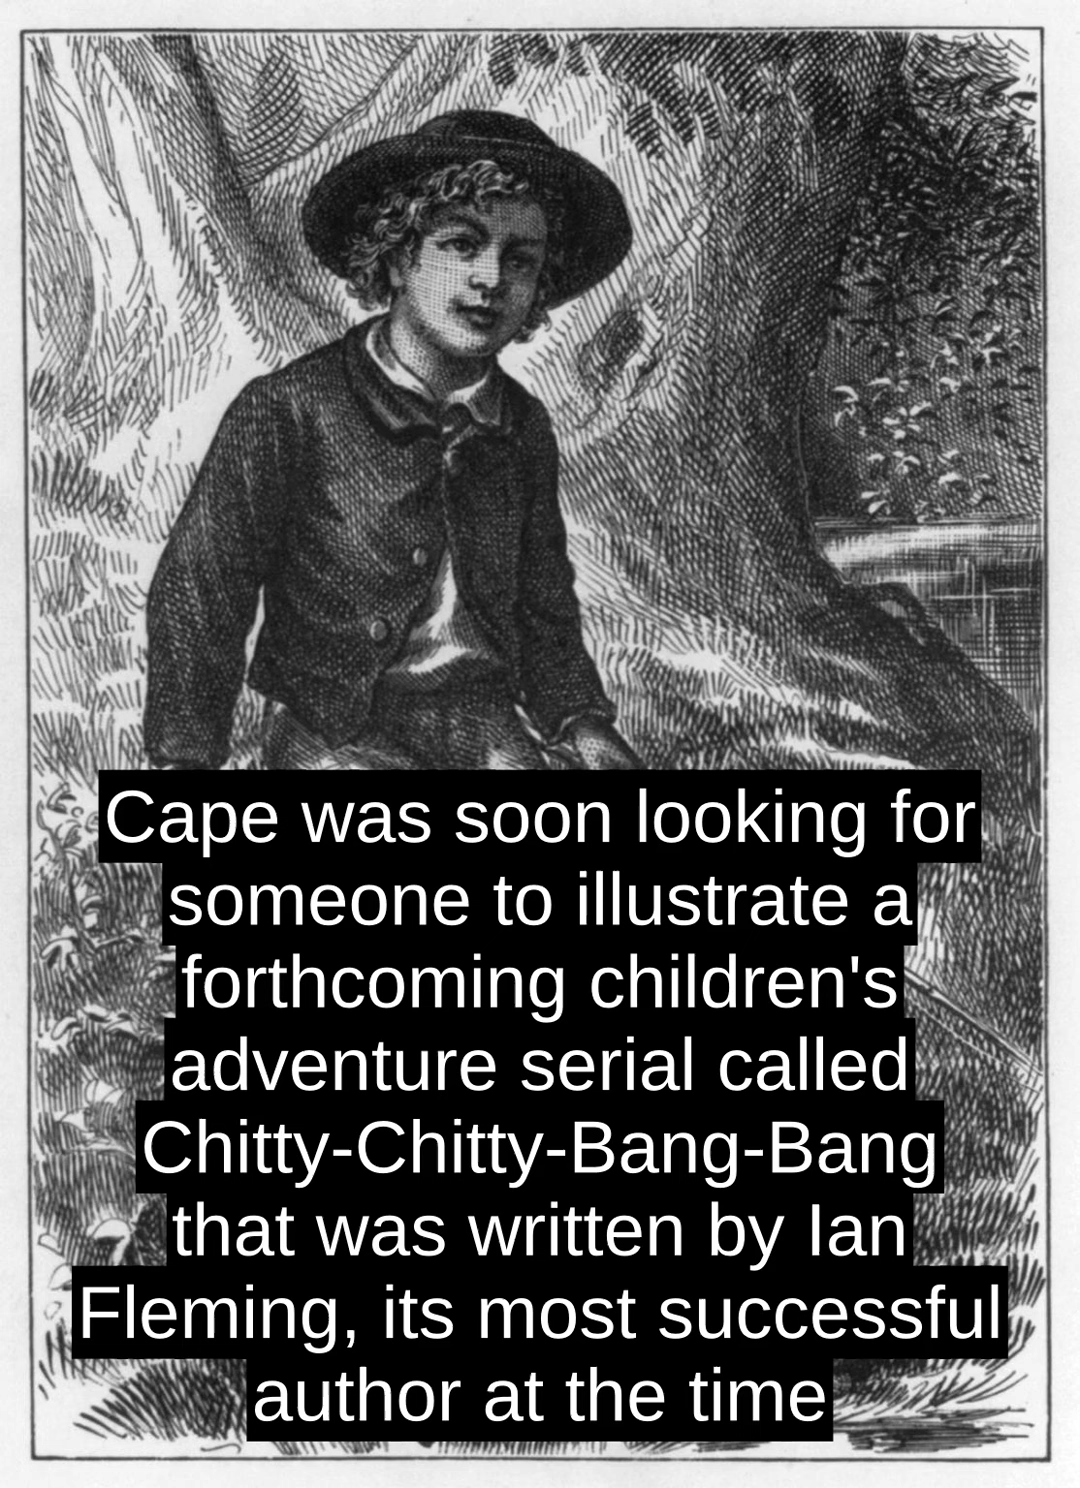 Cape was soon looking for
someone to illustrate a
forthcoming children's
adventure serial called
Chitty-Chitty-Bang-Bang
that was written by Ian
Fleming, its most successful
author at the time